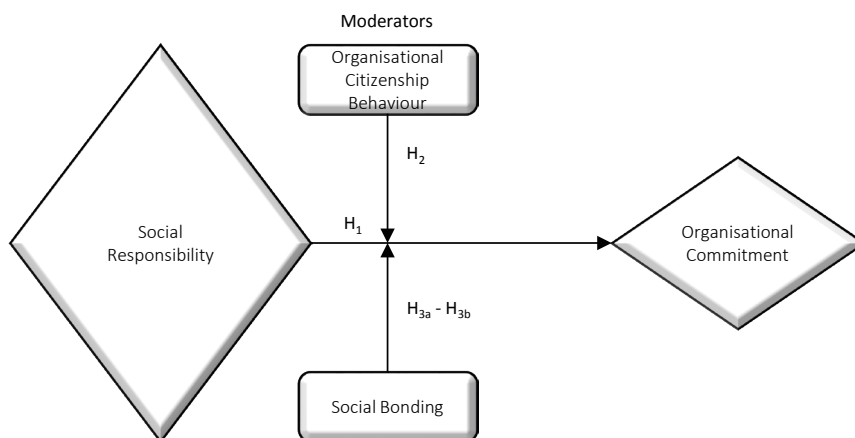 Moderators
Organisational
Citizenship
Behaviour
H2
H1
Social
Responsibility
Organisational
Commitment
H3a - H3b
Social Bonding